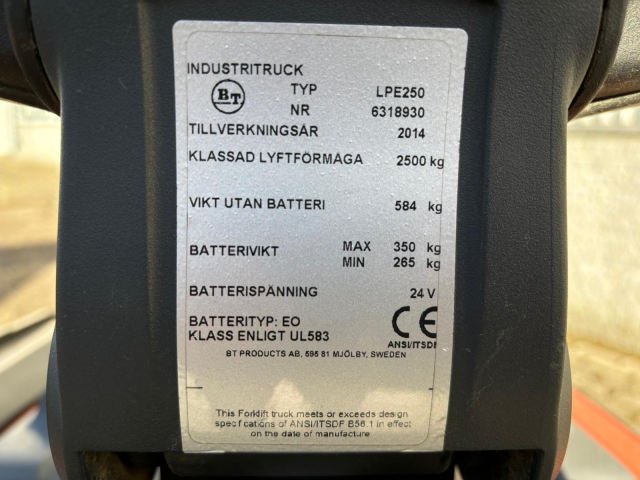 INDUSTRITRUCK
BT TYP LPE250
NR 6318930
TILLVERKNINGSÅR 2014
KLASSAD LYFTFÖRMÅGA 2500 kg
VIKT UTAN BATTERI 584 kg
BATTERIVIKT MAX 350 kg
MIN 265 kg
BATTERISPÄNNING 24 V
BATTERITYP: EO
KLASS ENLIGT UL583
CE
ANSI/ITSDF
BT PRODUCTS AB, 595 81 MJÖLBY, SWEDEN
This Forklift truck meets or exceeds design
specifications of ANSI/ITSDF B56.1 in effect
on the date of manufacture